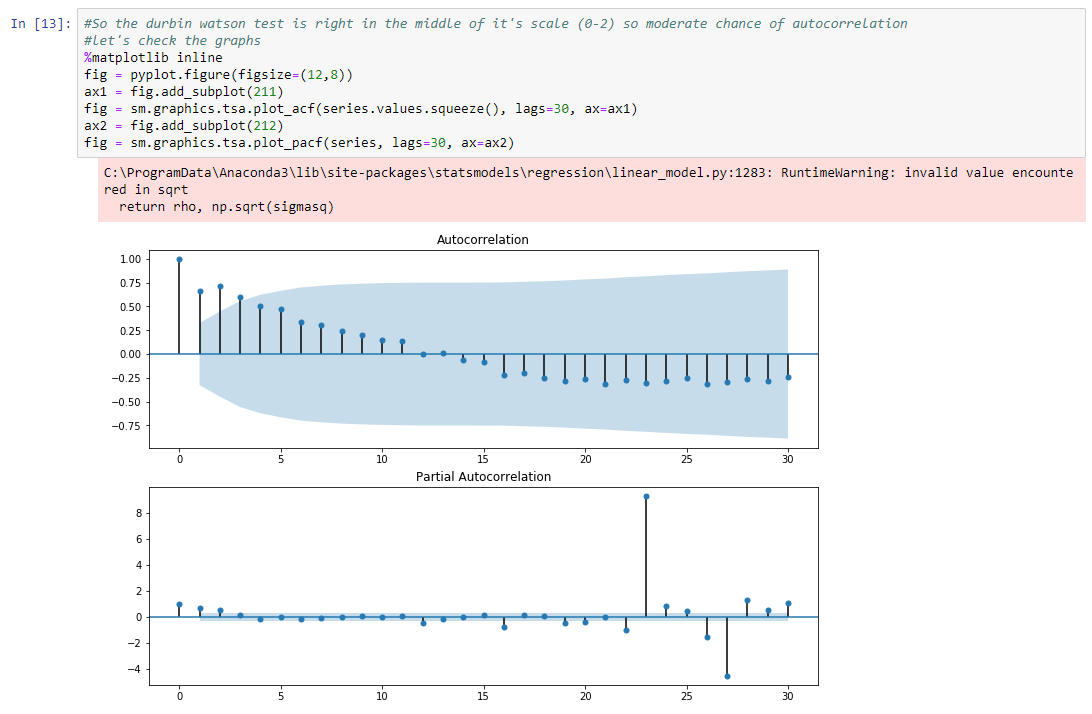 In [13]: #So the durbin watson test is right in the middle of it's scale (0-2) so moderate chance of autocorrelation
#let's check the graphs
%matplotlib inline
fig = pyplot.figure(figsize=(12,8))
ax1 = fig.add_subplot(211)
fig = sm.graphics.tsa.plot_acf(series.values.squeeze(), lags=30, ax=ax1)
ax2 = fig.add_subplot(212)
fig = sm.graphics.tsa.plot_pacf(series, lags=30, ax=ax2)
C:\ProgramData\Anaconda3\lib\site-packages\statsmodels\regression\linear_model.py:1283: RuntimeWarning: invalid value encounte
red in sqrt
  return rho, np.sqrt(sigmasq)
Autocorrelation
1.00
0.75
0.50
0.25
0.00
−0.25
−0.50
−0.75
0 5 10 15 20 25 30
Partial Autocorrelation
8
6
4
2
0
−2
−4
0 5 10 15 20 25 30